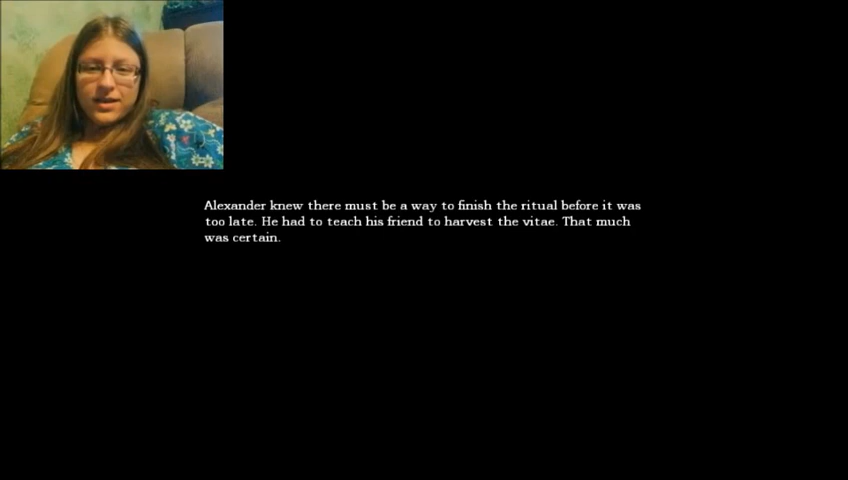 Alexander knew there must be a way to finish the ritual before it was
too late. He had to teach his friend to harvest the vitae. That much
was certain.